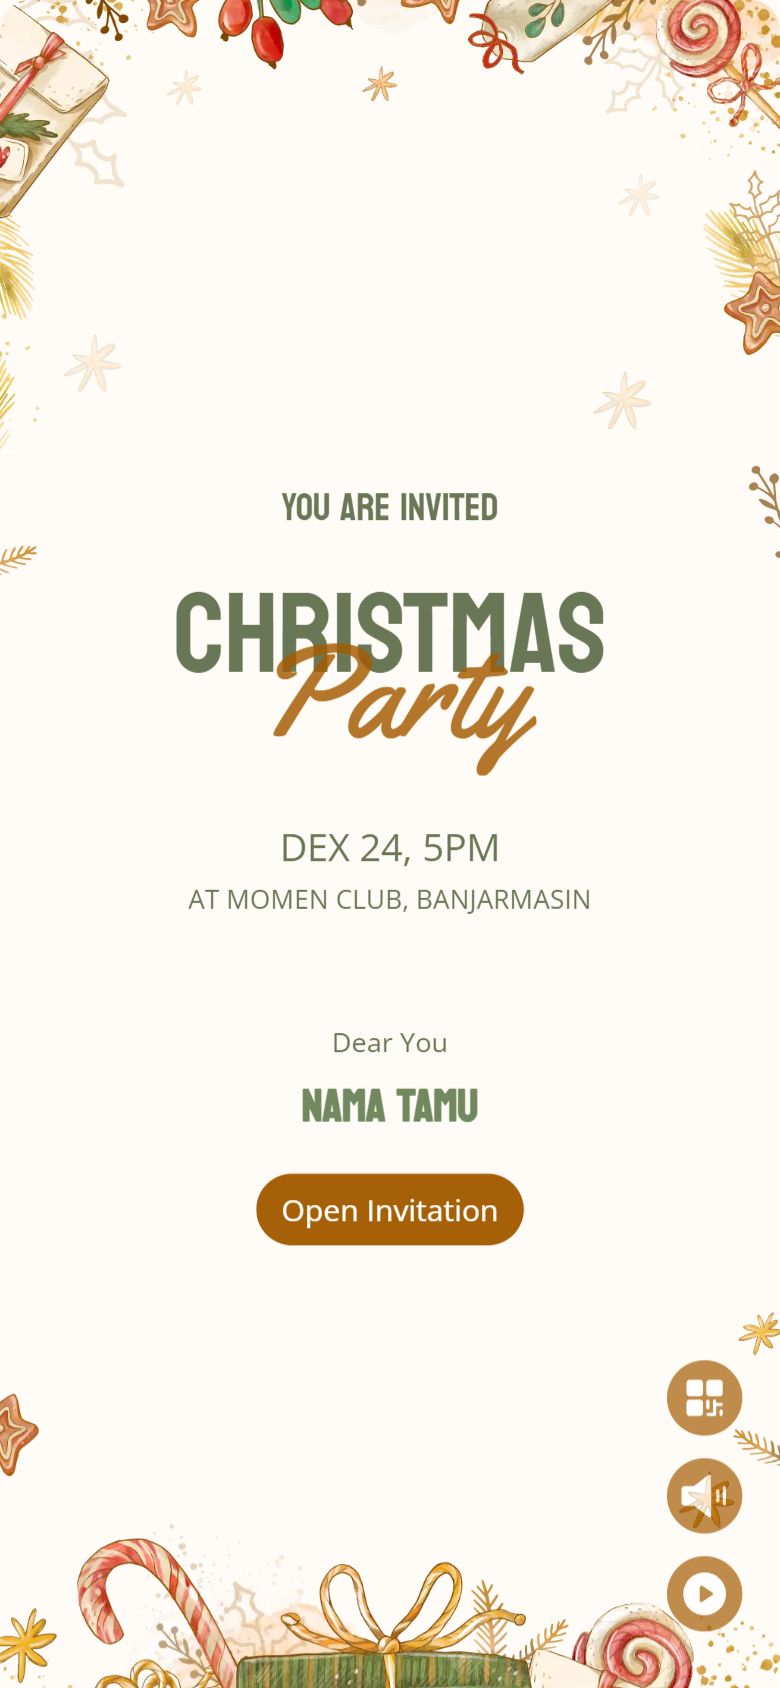 YOU ARE INVITED
CHRISTMAS
Party
DEX 24, 5PM
AT MOMEN CLUB, BANJARMASIN
Dear You
NAMA TAMU
Open Invitation